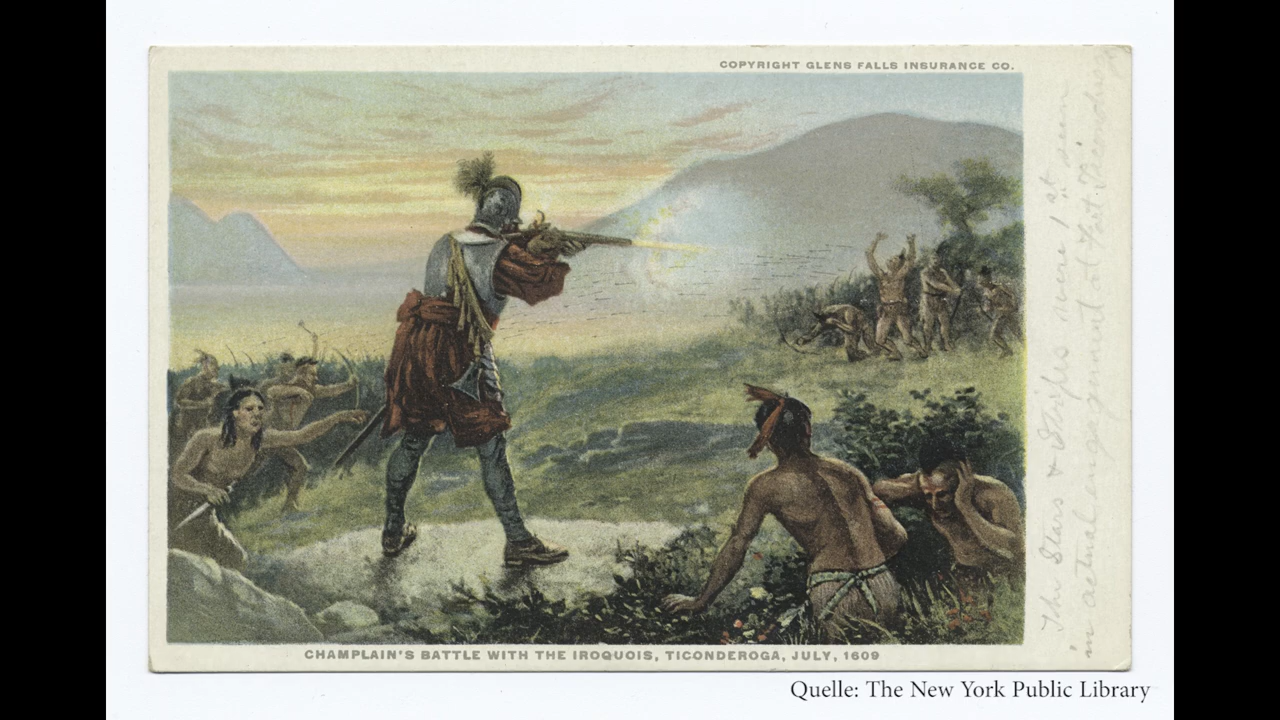 COPYRIGHT GLENS FALLS INSURANCE CO.
CHAMPLAIN'S BATTLE WITH THE IROQUOIS, TICONDEROGA, JULY, 1609
The Stars & Stripes were 1st seen
in actual engagement at Fort Ticonderoga
Quelle: The New York Public Library